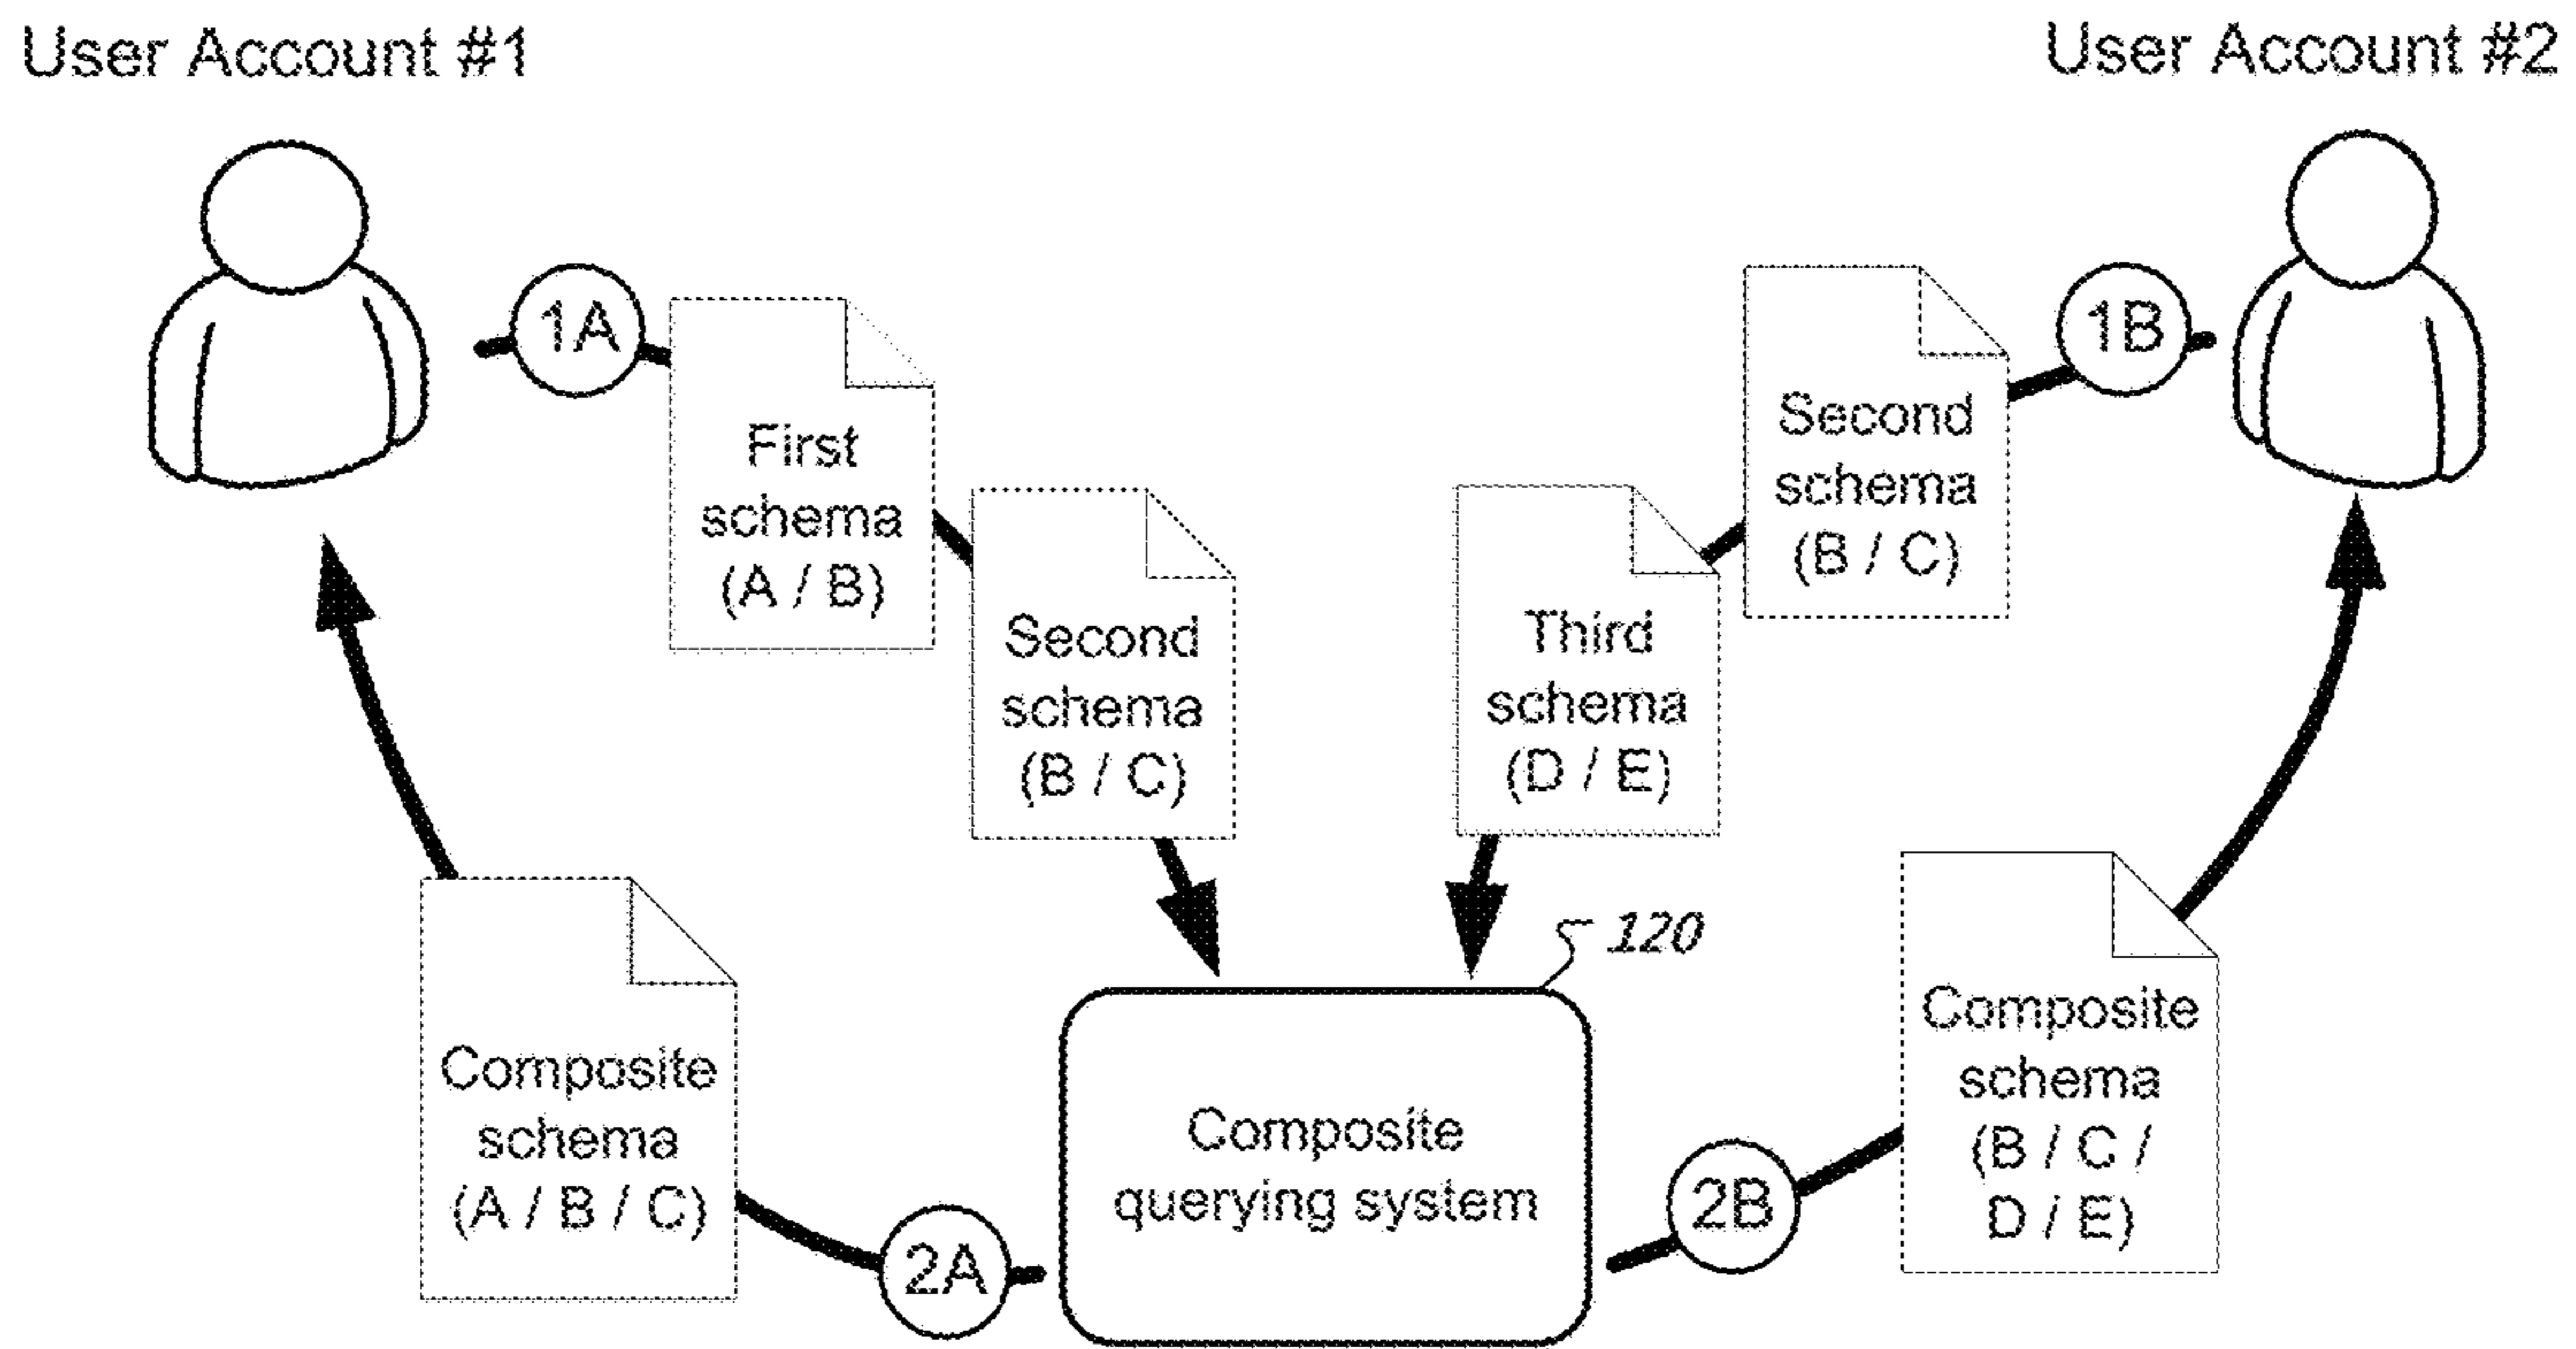 User Account #1
User Account #2
1A
First
schema
(A / B)
Second
schema
(B / C)
1B
Second
schema
(B / C)
Third
schema
(D / E)
120
Composite
querying system
2A
Composite
schema
(A / B / C)
2B
Composite
schema
(B / C /
D / E)